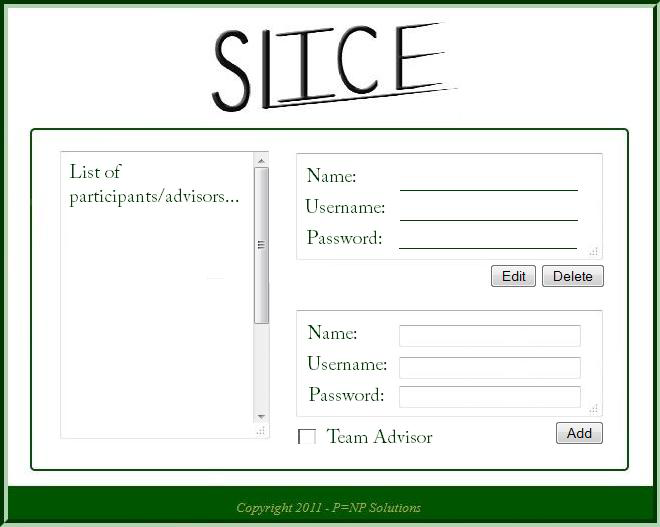 SLICE
List of
participants/advisors...
Name:
Username:
Password:
Edit Delete
Name:
Username:
Password:
Team Advisor
Add
Copyright 2011 - P=NP Solutions